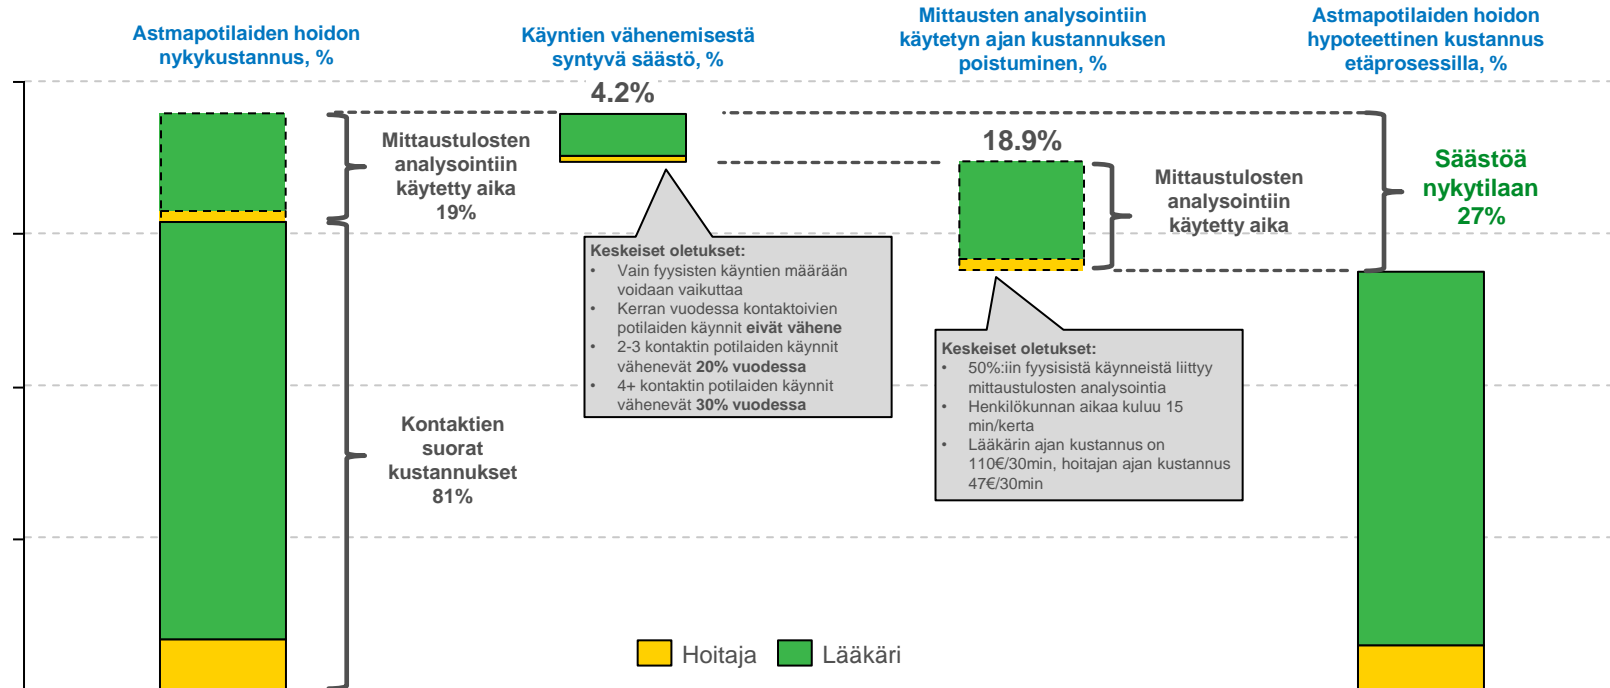 Astmapotilaiden hoidon
nykykustannus, %
Käyntien vähenemisestä
syntyvä säästö, %
Mittausten analysointiin
käytetyn ajan kustannuksen
poistuminen, %
Astmapotilaiden hoidon
hypoteettinen kustannus
etäprosessilla, %
4.2%
18.9%
Mittaustulosten
analysointiin
käytetty aika
19%
Mittaustulosten
analysointiin
käytetty aika
Säästöä
nykytilaan
27%
Keskeiset oletukset:
• Vain fyysisten käyntien määrään
voidaan vaikuttaa
• Kerran vuodessa kontaktoivien
potilaiden käynnit eivät vähene
• 2-3 kontaktin potilaiden käynnit
vähenevät 20% vuodessa
• 4+ kontaktin potilaiden käynnit
vähenevät 30% vuodessa
Keskeiset oletukset:
• 50%:iin fyysisistä käynneistä liittyy
mittaustulosten analysointia
• Henkilökunnan aikaa kuluu 15
min/kerta
• Lääkärin ajan kustannus on
110€/30min, hoitajan ajan kustannus
47€/30min
Kontaktien
suorat
kustannukset
81%
Hoitaja
Lääkäri